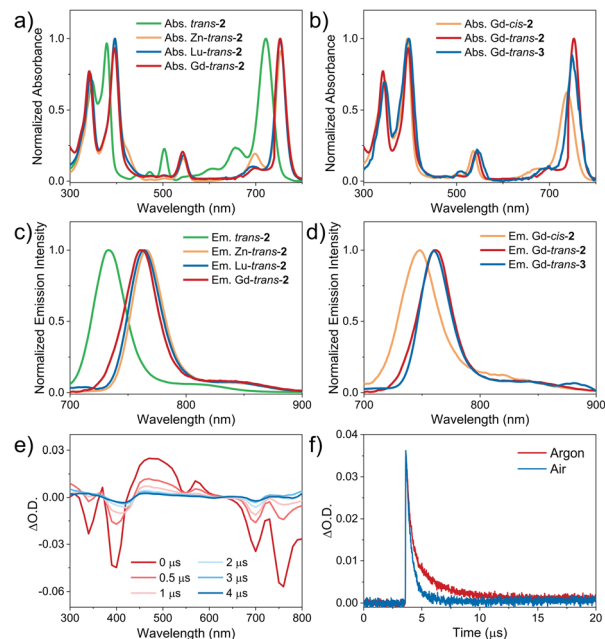 a)
Normalized Absorbance
1.0
0.5
0.0
Abs. trans-2
Abs. Zn-trans-2
Abs. Lu-trans-2
Abs. Gd-trans-2
300 400 500 600 700
Wavelength (nm)
b)
Normalized Absorbance
1.0
0.5
0.0
Abs. Gd-cis-2
Abs. Gd-trans-2
Abs. Gd-trans-3
300 400 500 600 700
Wavelength (nm)
c)
Normalized Emission Intensity
1.0
0.5
0.0
Em. trans-2
Em. Zn-trans-2
Em. Lu-trans-2
Em. Gd-trans-2
700 800 900
Wavelength (nm)
d)
Normalized Emission Intensity
1.0
0.5
0.0
Em. Gd-cis-2
Em. Gd-trans-2
Em. Gd-trans-3
700 800 900
Wavelength (nm)
e)
ΔO.D.
0.03
0.00
-0.03
-0.06
0 μs 2 μs
0.5 μs 3 μs
1 μs 4 μs
300 400 500 600 700 800
Wavelength (nm)
f)
ΔO.D.
0.04
0.03
0.02
0.01
0.00
Argon
Air
0 5 10 15 20
Time (μs)